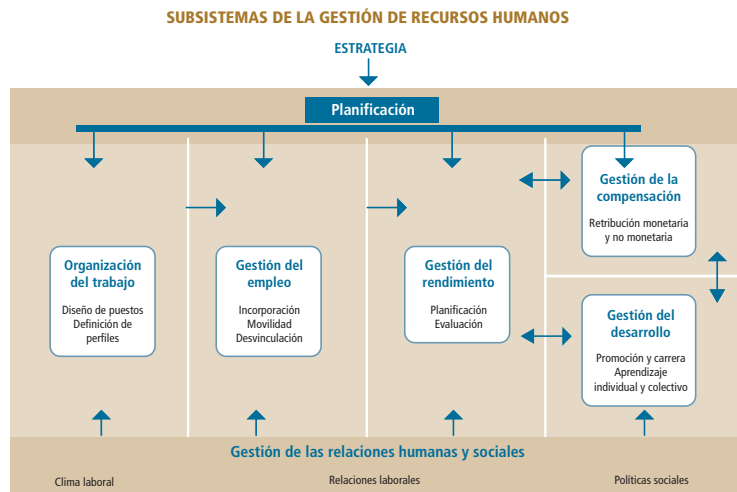 SUBSISTEMAS DE LA GESTIÓN DE RECURSOS HUMANOS
ESTRATEGIA
Planificación
Organización
del trabajo
Diseño de puestos
Definición de
perfiles
Gestión del
empleo
Incorporación
Movilidad
Desvinculación
Gestión del
rendimiento
Planificación
Evaluación
Gestión de la
compensación
Retribución monetaria
y no monetaria
Gestión del
desarrollo
Promoción y carrera
Aprendizaje
individual y colectivo
Gestión de las relaciones humanas y sociales
Clima laboral
Relaciones laborales
Políticas sociales